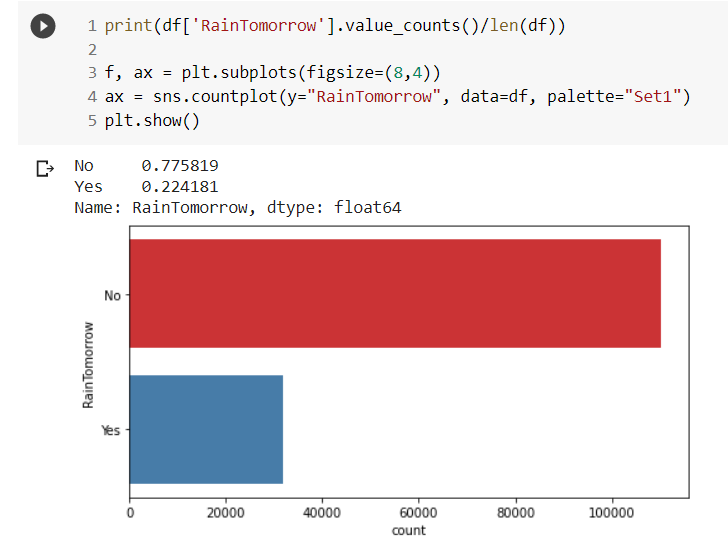 1 print(df['RainTomorrow'].value_counts()/len(df))
2
3 f, ax = plt.subplots(figsize=(8,4))
4 ax = sns.countplot(y="RainTomorrow", data=df, palette="Set1")
5 plt.show()
No     0.775819
Yes    0.224181
Name: RainTomorrow, dtype: float64
RainTomorrow
No
Yes
0 20000 40000 60000 80000 100000
count